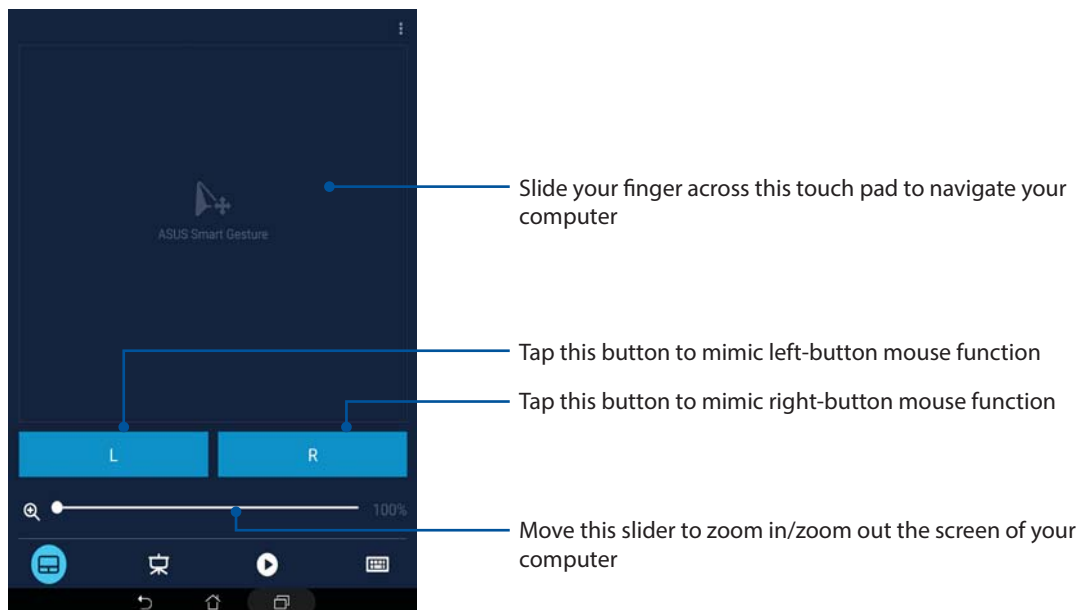 ASUS Smart Gesture
Slide your finger across this touch pad to navigate your
computer
Tap this button to mimic left-button mouse function
Tap this button to mimic right-button mouse function
L
R
100%
Move this slider to zoom in/zoom out the screen of your
computer